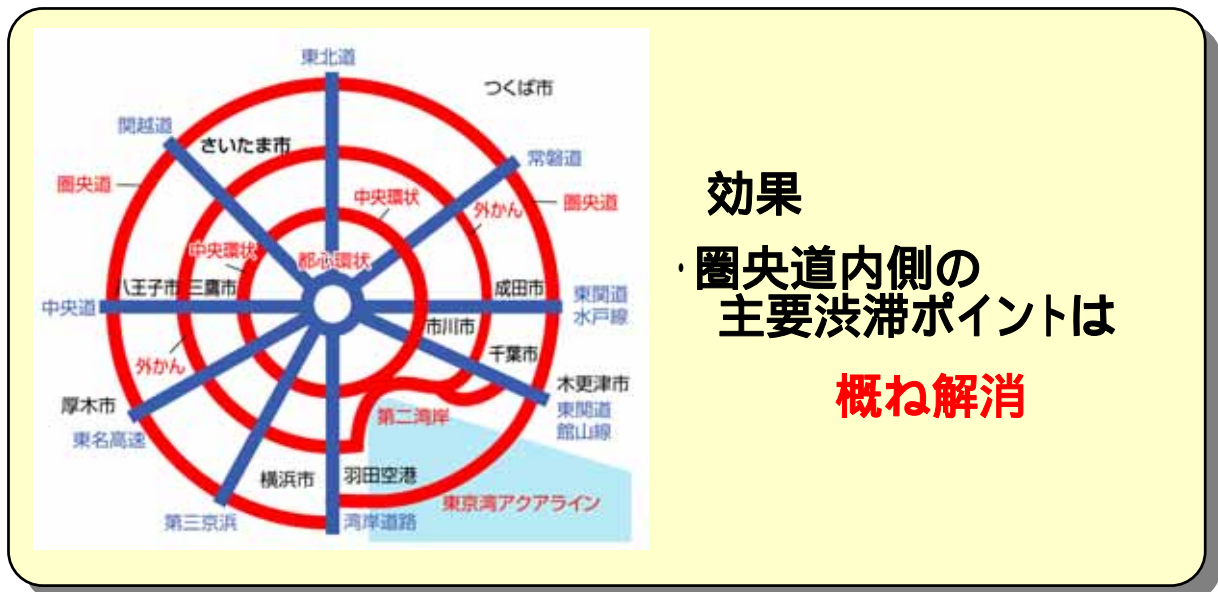 東北道
つくば市
関越道
さいたま市
常磐道
圏央道
中央環状
外かん
圏央道
中央環状
都心環状
八王子市
三鷹市
成田市
中央道
東関道
水戸線
市川市
千葉市
外かん
木更津市
厚木市
東関道
館山線
第二湾岸
東名高速
横浜市
羽田空港
東京湾アクアライン
第三京浜
湾岸道路
効果
・圏央道内側の
主要渋滞ポイントは
概ね解消